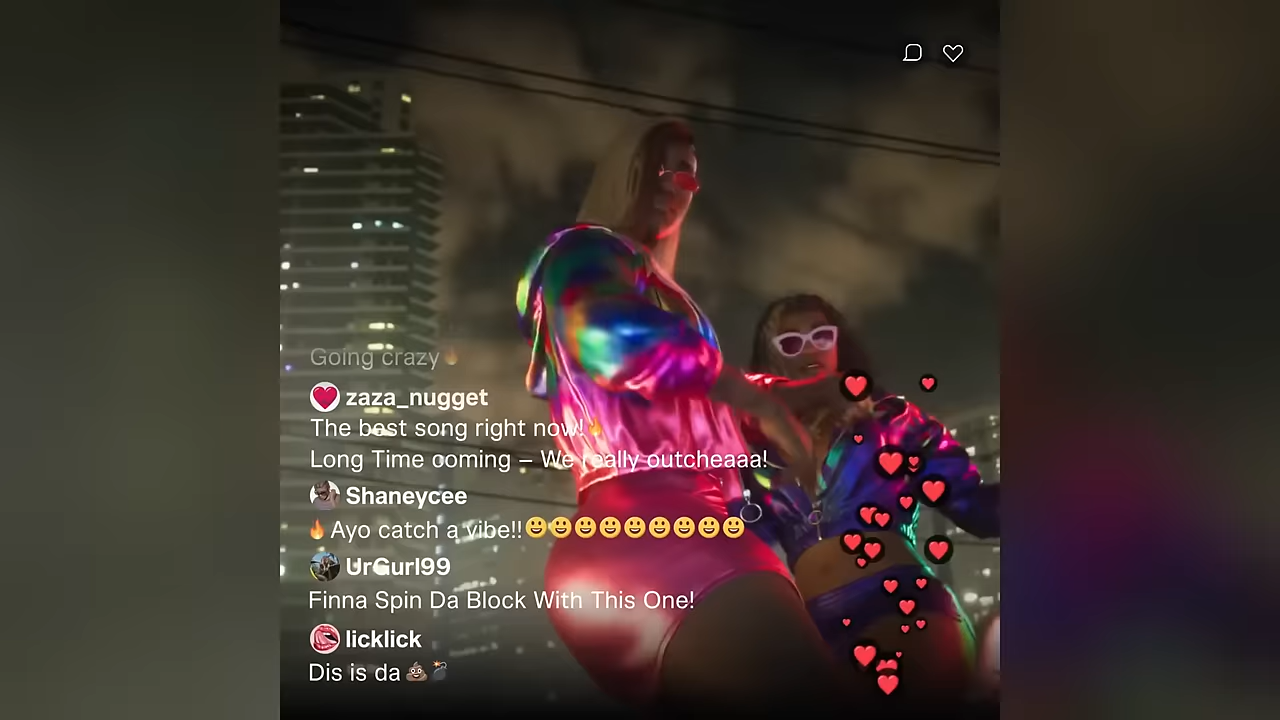 Going crazy🔥
zaza_nugget
The best song right now!🔥
Long Time coming – We really outcheaaa!
Shaneycee
🔥Ayo catch a vibe!!😀😀😀😀😀😀😀😀😀
UrGurl99
Finna Spin Da Block With This One!
licklick
Dis is da💩💣